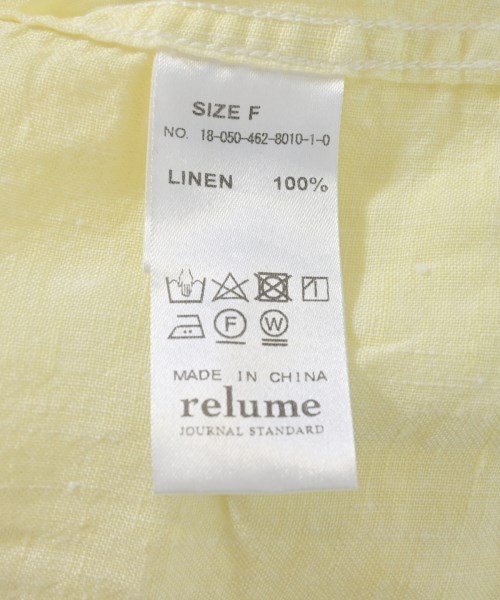 SIZE F
NO. 18-050-462-8010-1-0
LINEN 100%
F W
MADE IN CHINA
relume
JOURNAL STANDARD